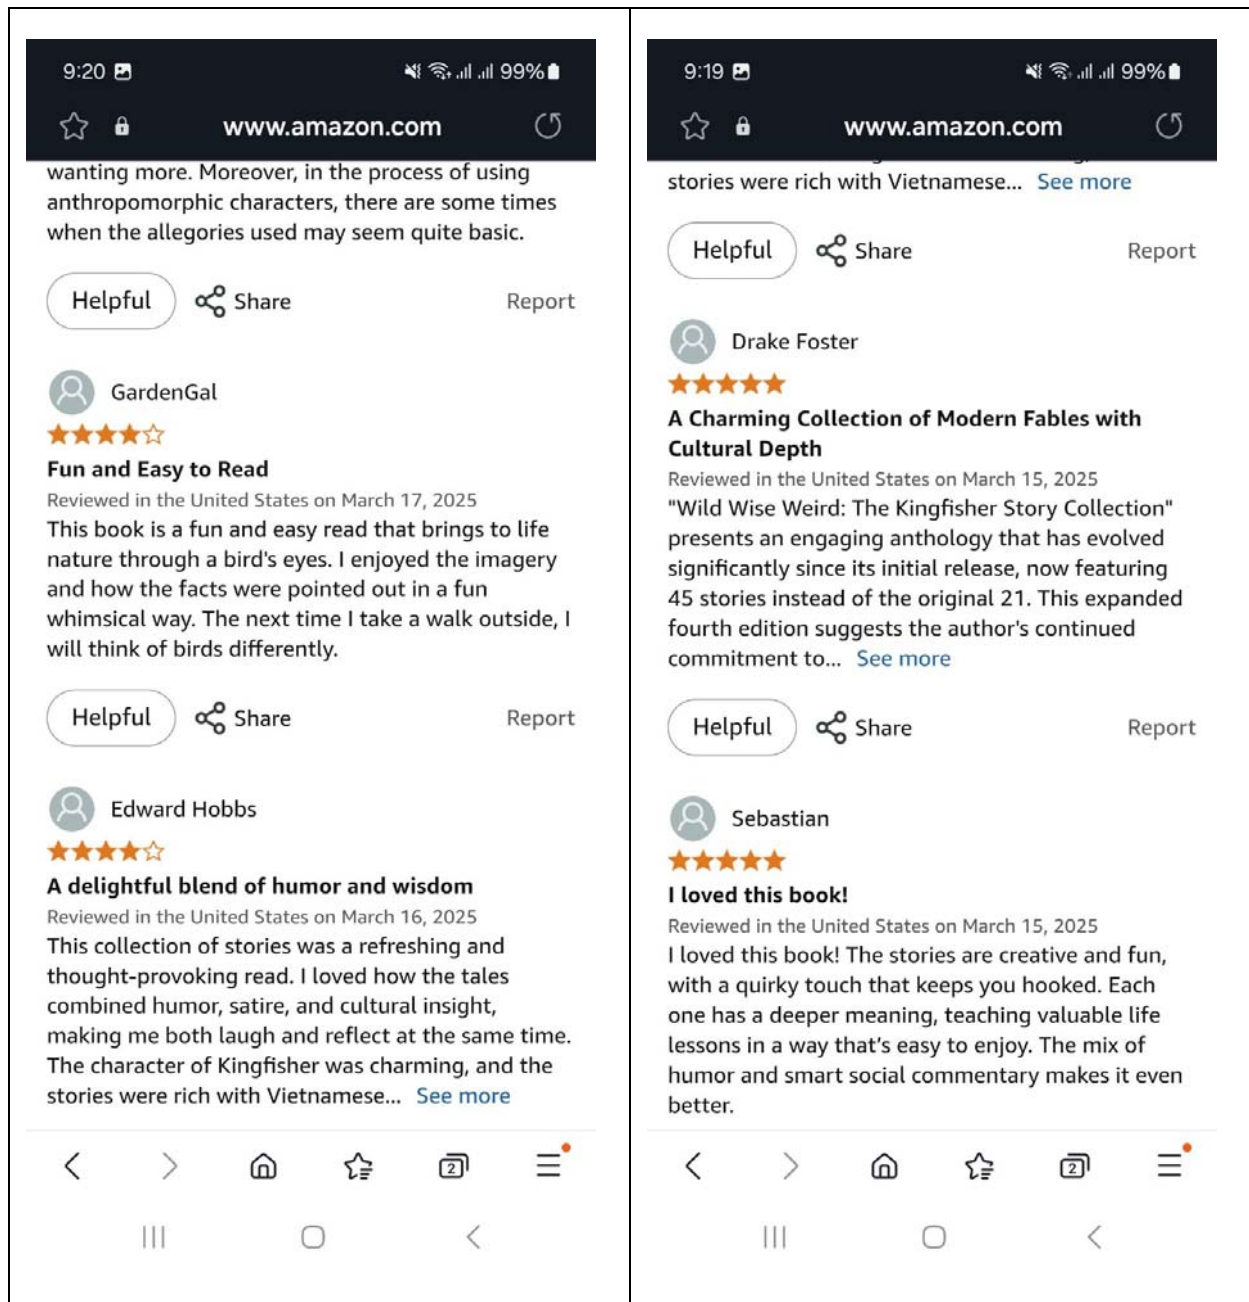 9:20 99%
www.amazon.com
wanting more. Moreover, in the process of using
anthropomorphic characters, there are some times
when the allegories used may seem quite basic.
Helpful Share Report
GardenGal
Fun and Easy to Read
Reviewed in the United States on March 17, 2025
This book is a fun and easy read that brings to life
nature through a bird's eyes. I enjoyed the imagery
and how the facts were pointed out in a fun
whimsical way. The next time I take a walk outside, I
will think of birds differently.
Helpful Share Report
Edward Hobbs
A delightful blend of humor and wisdom
Reviewed in the United States on March 16, 2025
This collection of stories was a refreshing and
thought-provoking read. I loved how the tales
combined humor, satire, and cultural insight,
making me both laugh and reflect at the same time.
The character of Kingfisher was charming, and the
stories were rich with Vietnamese... See more
2
9:19 99%
www.amazon.com
stories were rich with Vietnamese... See more
Helpful Share Report
Drake Foster
A Charming Collection of Modern Fables with
Cultural Depth
Reviewed in the United States on March 15, 2025
"Wild Wise Weird: The Kingfisher Story Collection"
presents an engaging anthology that has evolved
significantly since its initial release, now featuring
45 stories instead of the original 21. This expanded
fourth edition suggests the author's continued
commitment to... See more
Helpful Share Report
Sebastian
I loved this book!
Reviewed in the United States on March 15, 2025
I loved this book! The stories are creative and fun,
with a quirky touch that keeps you hooked. Each
one has a deeper meaning, teaching valuable life
lessons in a way that's easy to enjoy. The mix of
humor and smart social commentary makes it even
better.
2